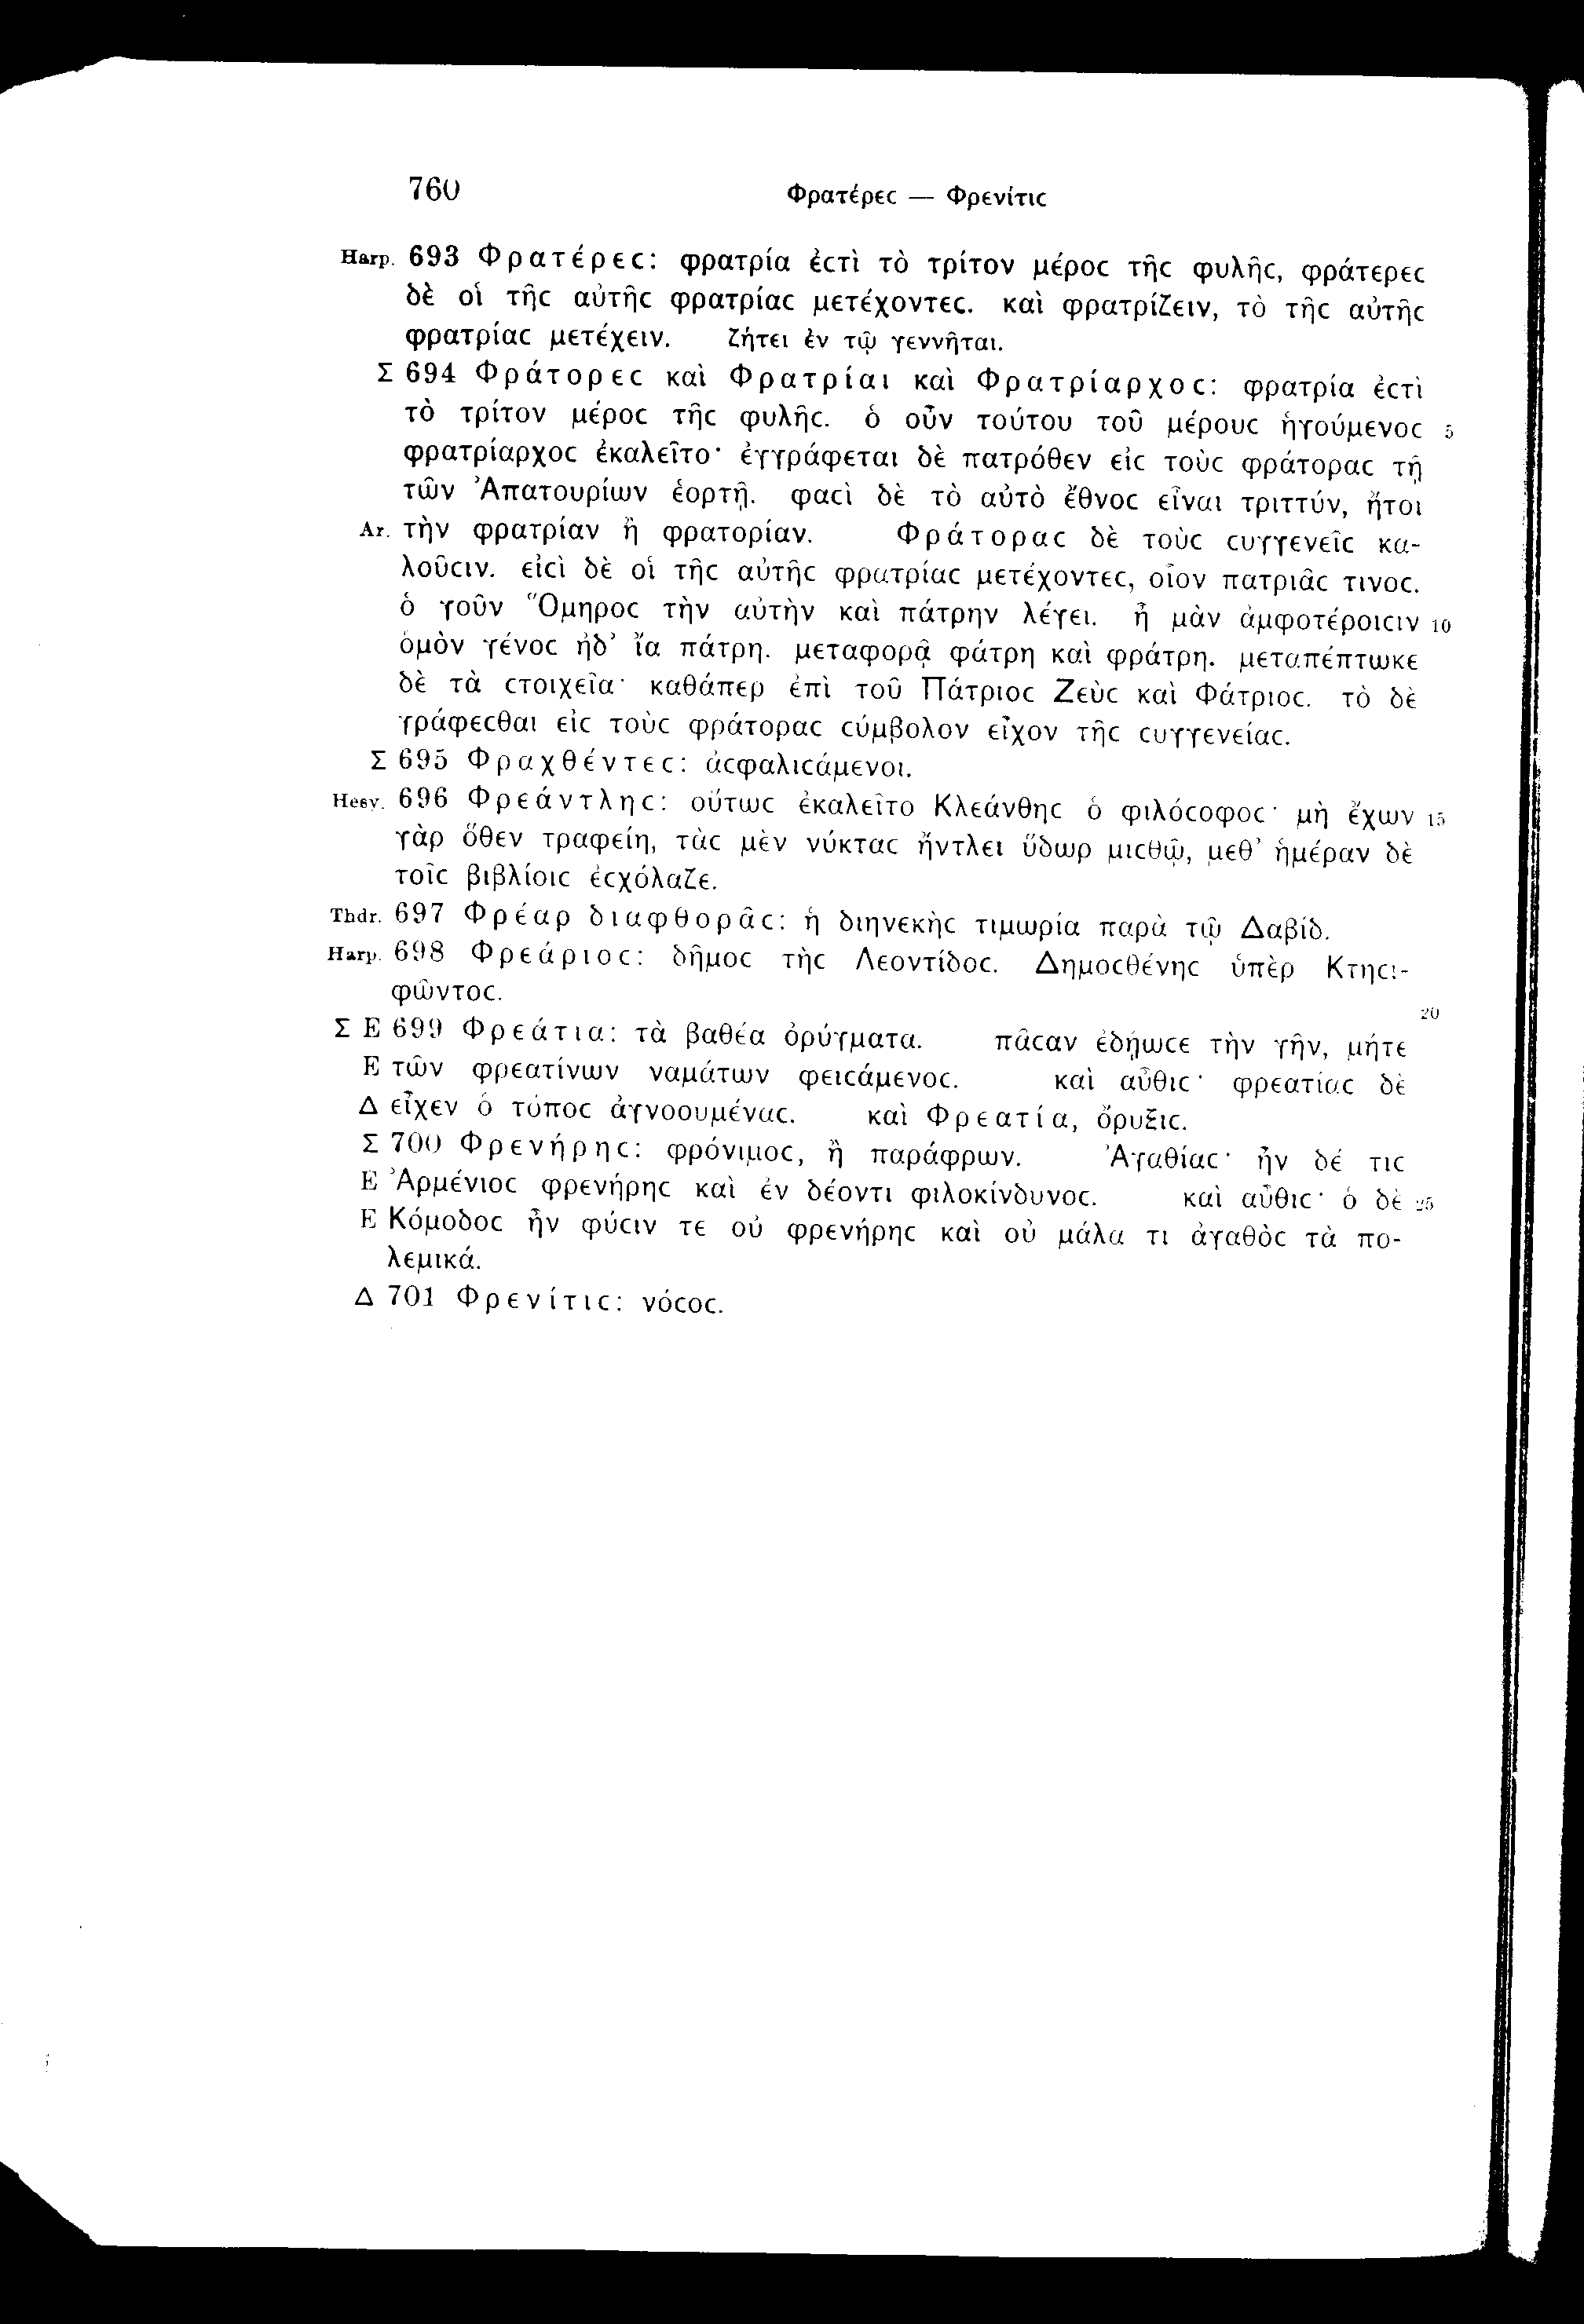 760 Φρατέρεϲ — Φρενίτιϲ
Harp. 693 Φρατέρεϲ: φρατρία ἐϲτὶ τὸ τρίτον μέροϲ τῆϲ φυλῆϲ, φράτερεϲ
δὲ οἱ τῆϲ αὐτῆϲ φρατρίαϲ μετέχοντεϲ. καὶ φρατρίζειν, τὸ τῆϲ αὐτῆϲ
φρατρίαϲ μετέχειν. ζήτει ἐν τῷ γεννῆται.
Σ 694 Φράτορεϲ καὶ Φρατρίαι καὶ Φρατρίαρχοϲ: φρατρία ἐϲτὶ
τὸ τρίτον μέροϲ τῆϲ φυλῆϲ. ὁ οὖν τούτου τοῦ μέρουϲ ἡγούμενοϲ 5
φρατρίαρχοϲ ἐκαλεῖτο· ἐγγράφεται δὲ πατρόθεν εἰϲ τοὺϲ φράτοραϲ τῇ
τῶν Ἀπατουρίων ἑορτῇ. φαϲὶ δὲ τὸ αὐτὸ ἔθνοϲ εἶναι τριττύν, ἤτοι
Ar. τὴν φρατρίαν ἢ φρατορίαν. Φράτοραϲ δὲ τοὺϲ ϲυγγενεῖϲ κα-
λοῦϲιν. εἰϲὶ δὲ οἱ τῆϲ αὐτῆϲ φρατρίαϲ μετέχοντεϲ, οἷον πατριᾶϲ τινοϲ.
ὁ γοῦν Ὅμηροϲ τὴν αὐτὴν καὶ πάτρην λέγει. ἦ μὰν ἀμφοτέροιϲιν 10
ὁμὸν γένοϲ ἠδ’ ἴα πάτρη. μεταφορᾷ φάτρη καὶ φράτρη. μεταπέπτωκε
δὲ τὰ ϲτοιχεῖα· καθάπερ ἐπὶ τοῦ Πάτριοϲ Ζεὺϲ καὶ Φάτριοϲ. τὸ δὲ
γράφεϲθαι εἰϲ τοὺϲ φράτοραϲ ϲύμβολον εἶχον τῆϲ ϲυγγενείαϲ.
Σ 695 Φραχθέντεϲ: ἀϲφαλιϲάμενοι.
Hesy. 696 Φρεάντληϲ: οὕτωϲ ἐκαλεῖτο Κλεάνθηϲ ὁ φιλόϲοφοϲ· μὴ ἔχων 15
γὰρ ὅθεν τραφείη, τὰϲ μὲν νύκταϲ ἤντλει ὕδωρ μιϲθῷ, μεθ’ ἡμέραν δὲ
τοῖϲ βιβλίοιϲ ἐϲχόλαζε.
Thdr. 697 Φρέαρ διαφθορᾶϲ: ἡ διηνεκὴϲ τιμωρία παρὰ τῷ Δαβίδ.
Harp. 698 Φρεάριοϲ: δῆμοϲ τῆϲ Λεοντίδοϲ. Δημοϲθένηϲ ὑπὲρ Κτηϲι-
φῶντοϲ. 20
Σ E 699 Φρεάτια: τὰ βαθέα ὀρύγματα. πᾶϲαν ἐδῄωϲε τὴν γῆν, μήτε
E τῶν φρεατίνων ναμάτων φειϲάμενοϲ. καὶ αὖθιϲ· φρεατίαϲ δὲ
Δ εἶχεν ὁ τόποϲ ἀγνοουμέναϲ. καὶ Φρεατία, ὄρυξιϲ.
Σ 700 Φρενήρηϲ: φρόνιμοϲ, ἢ παράφρων. Ἀγαθίαϲ· ἦν δέ τιϲ
E Ἀρμένιοϲ φρενήρηϲ καὶ ἐν δέοντι φιλοκίνδυνοϲ. καὶ αὖθιϲ· ὁ δὲ 25
E Κόμοδοϲ ἦν φύϲιν τε οὐ φρενήρηϲ καὶ οὐ μάλα τι ἀγαθὸϲ τὰ πο-
λεμικά.
Δ 701 Φρενίτιϲ: νόϲοϲ.